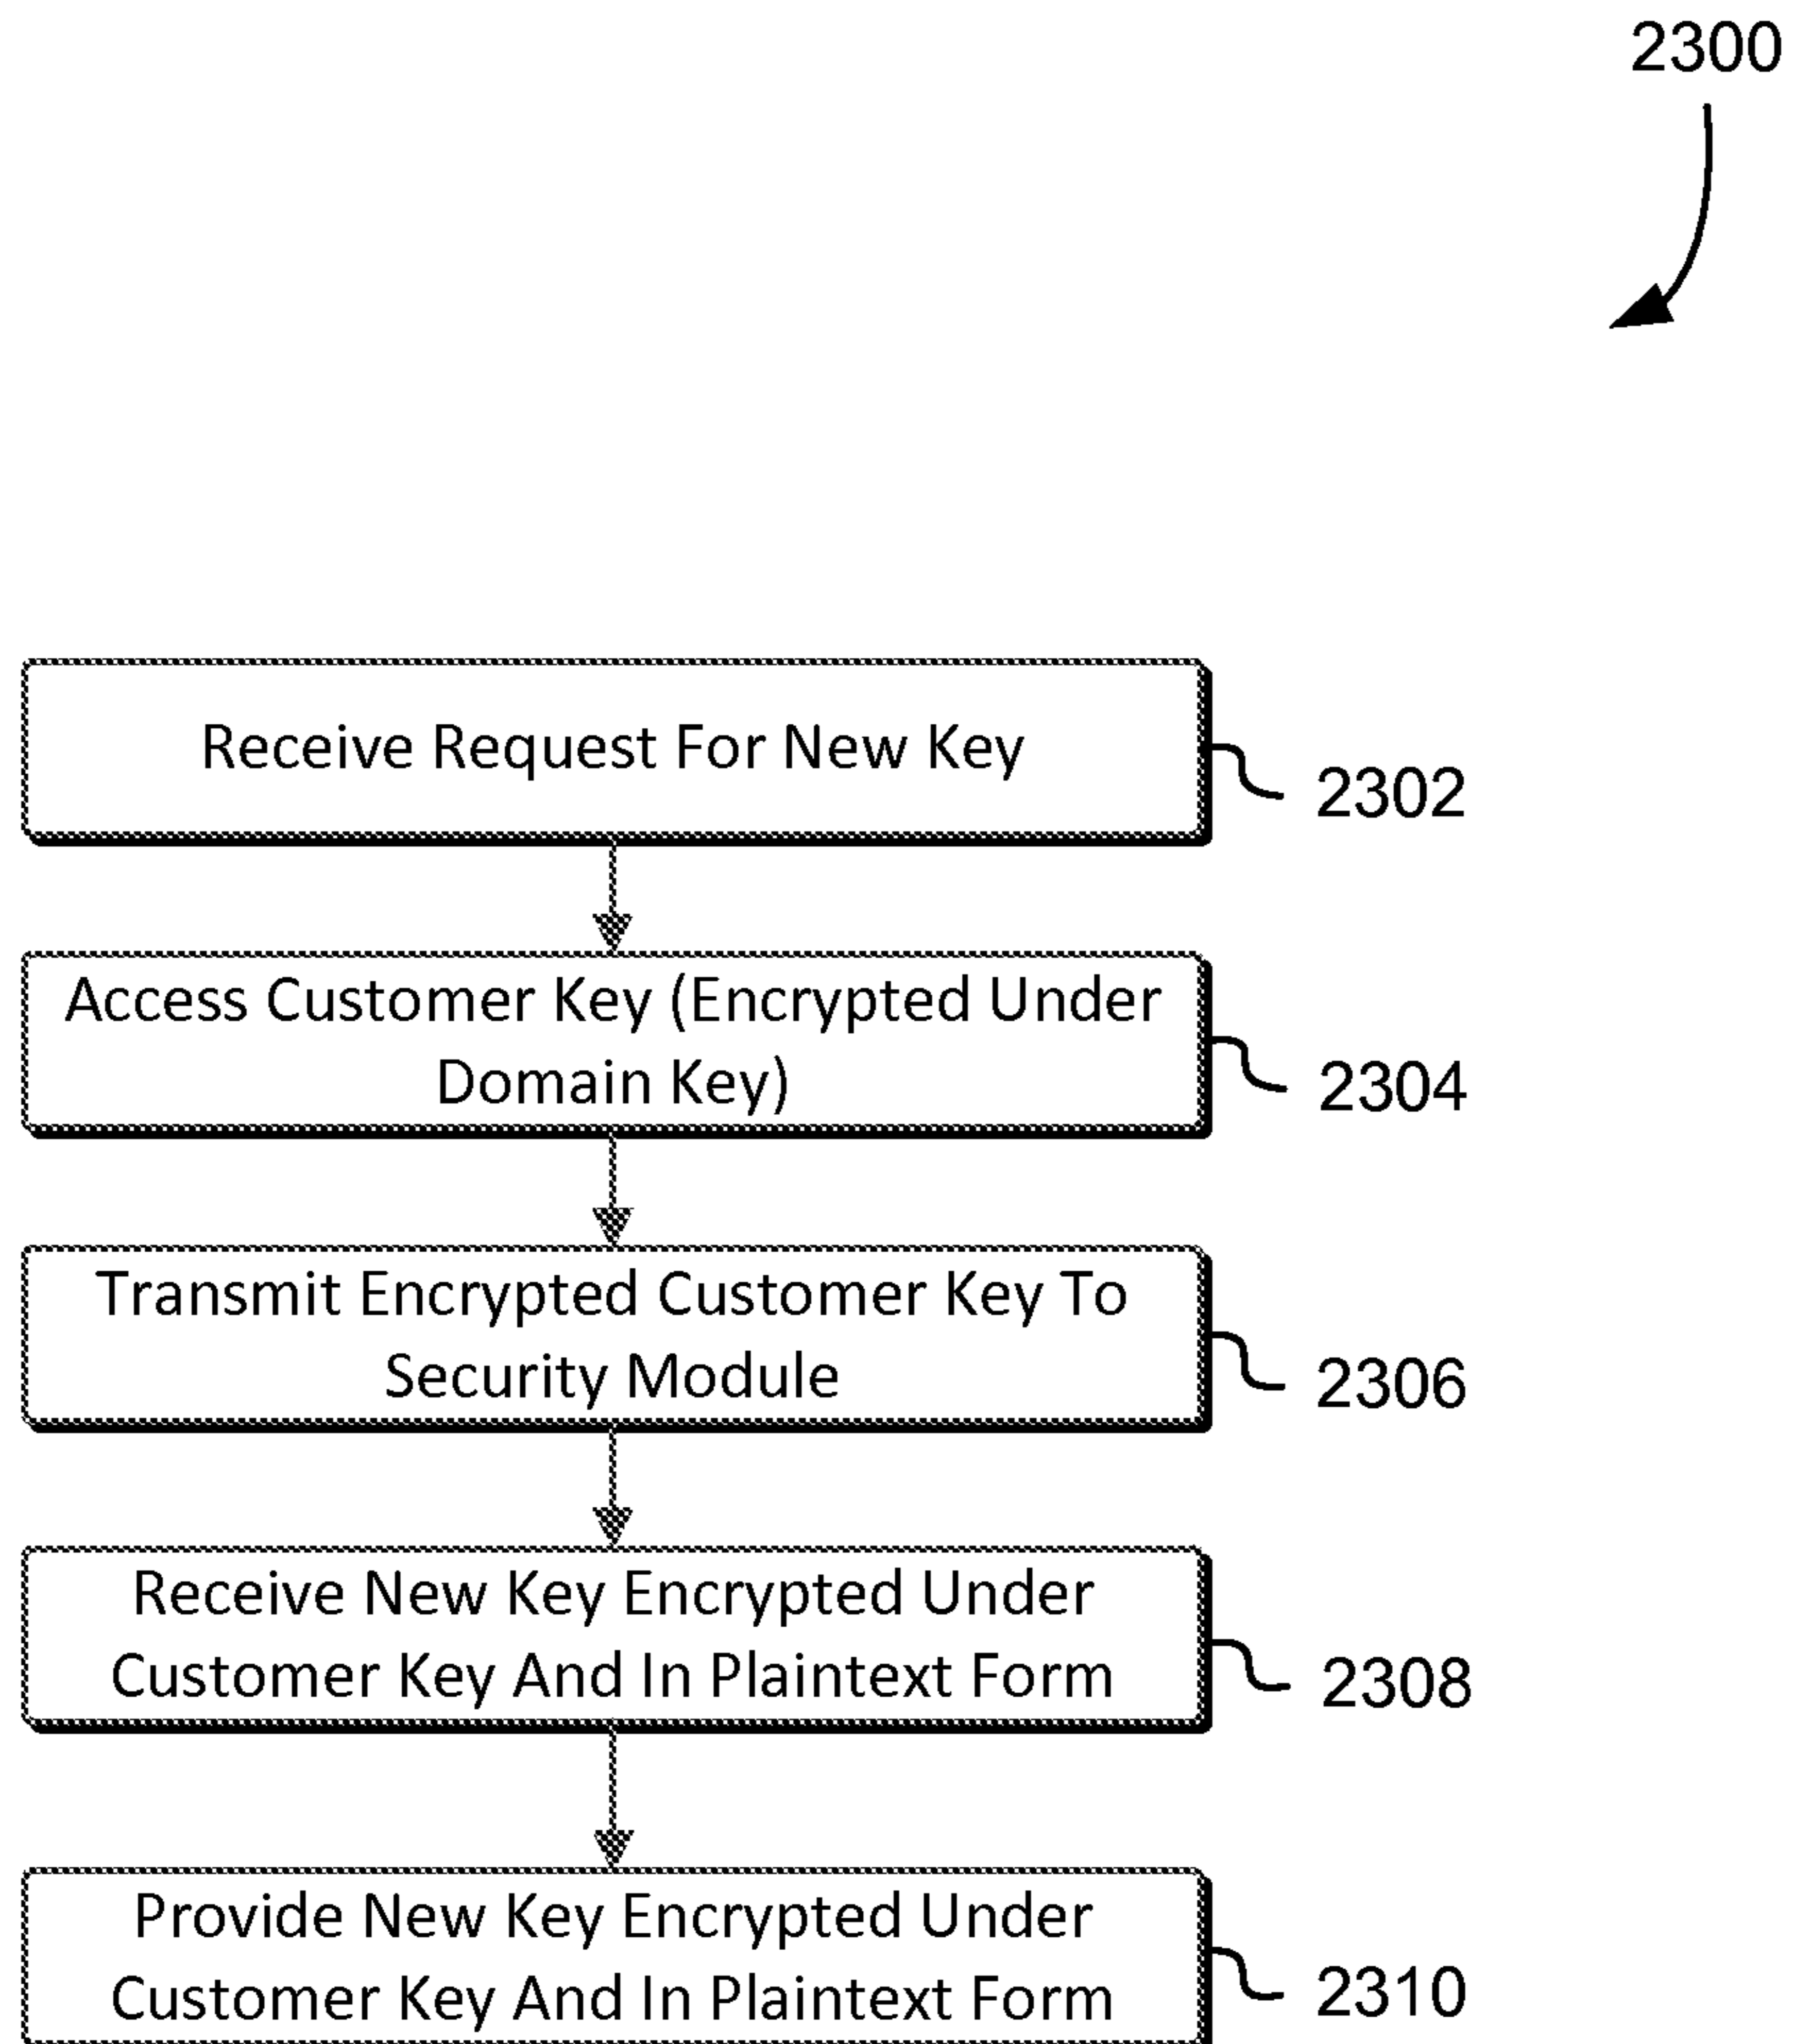 2300
Receive Request For New Key
2302
Access Customer Key (Encrypted Under
Domain Key)
2304
Transmit Encrypted Customer Key To
Security Module
2306
Receive New Key Encrypted Under
Customer Key And In Plaintext Form
2308
Provide New Key Encrypted Under
Customer Key And In Plaintext Form
2310